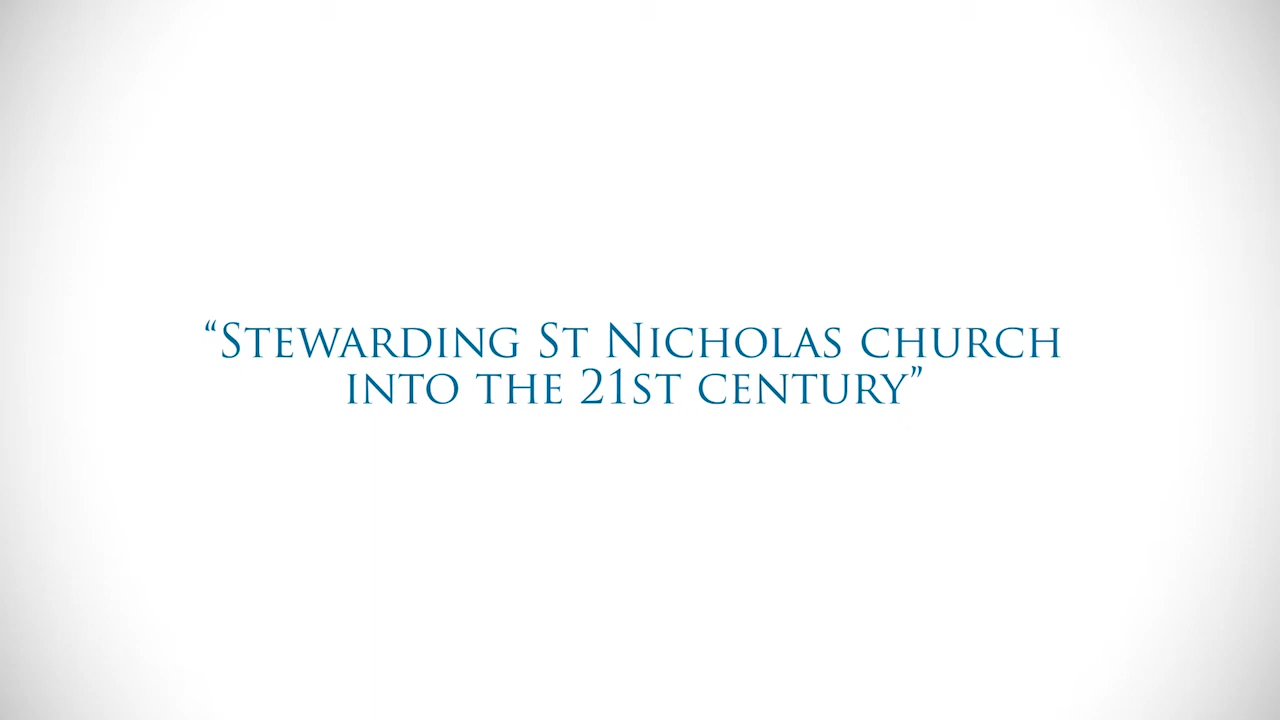 “Stewarding St Nicholas church
into the 21st century”